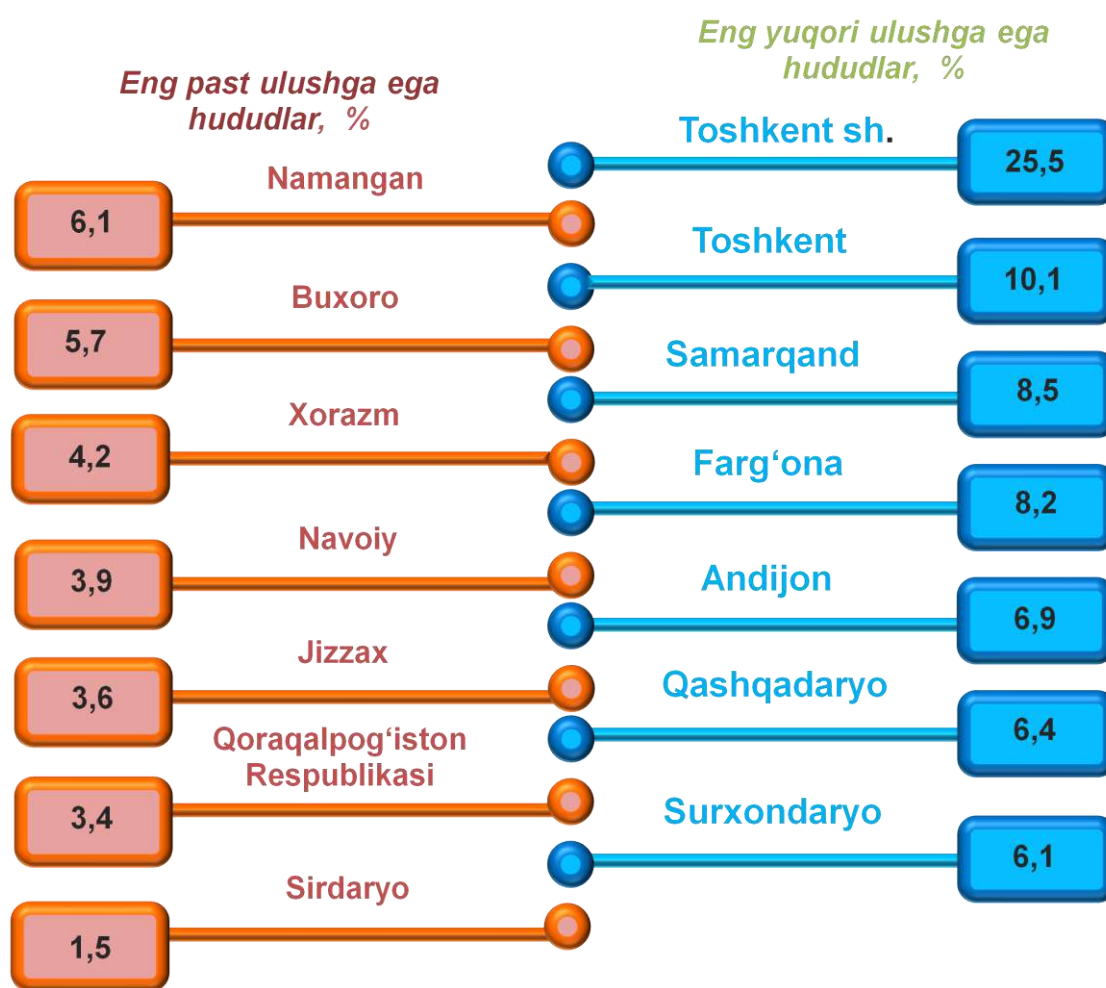 Eng past ulushga ega
hududlar, %
Namangan
6,1
Buxoro
5,7
Xorazm
4,2
Navoiy
3,9
Jizzax
3,6
Qoraqalpog‘iston
Respublikasi
3,4
Sirdaryo
1,5
Eng yuqori ulushga ega
hududlar, %
Toshkent sh.
25,5
Toshkent
10,1
Samarqand
8,5
Farg‘ona
8,2
Andijon
6,9
Qashqadaryo
6,4
Surxondaryo
6,1